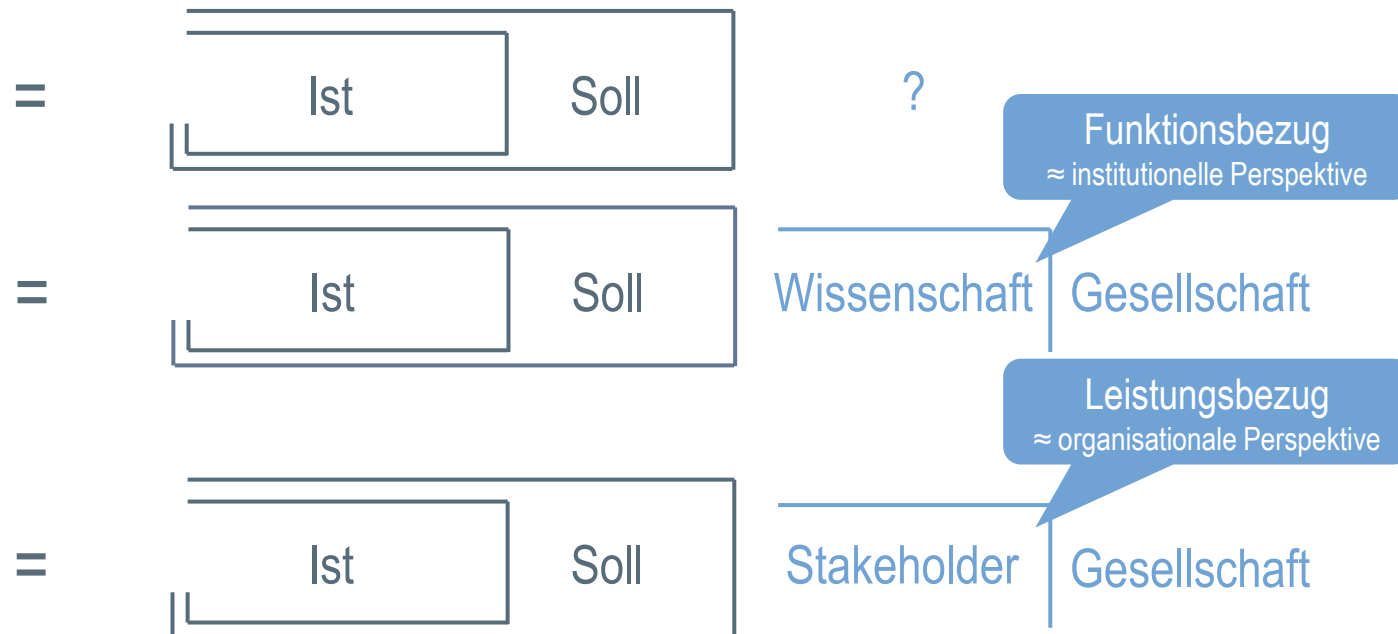 = Ist Soll ?
Funktionsbezug
≈ institutionelle Perspektive
= Ist Soll Wissenschaft Gesellschaft
Leistungsbezug
≈ organisationale Perspektive
= Ist Soll Stakeholder Gesellschaft